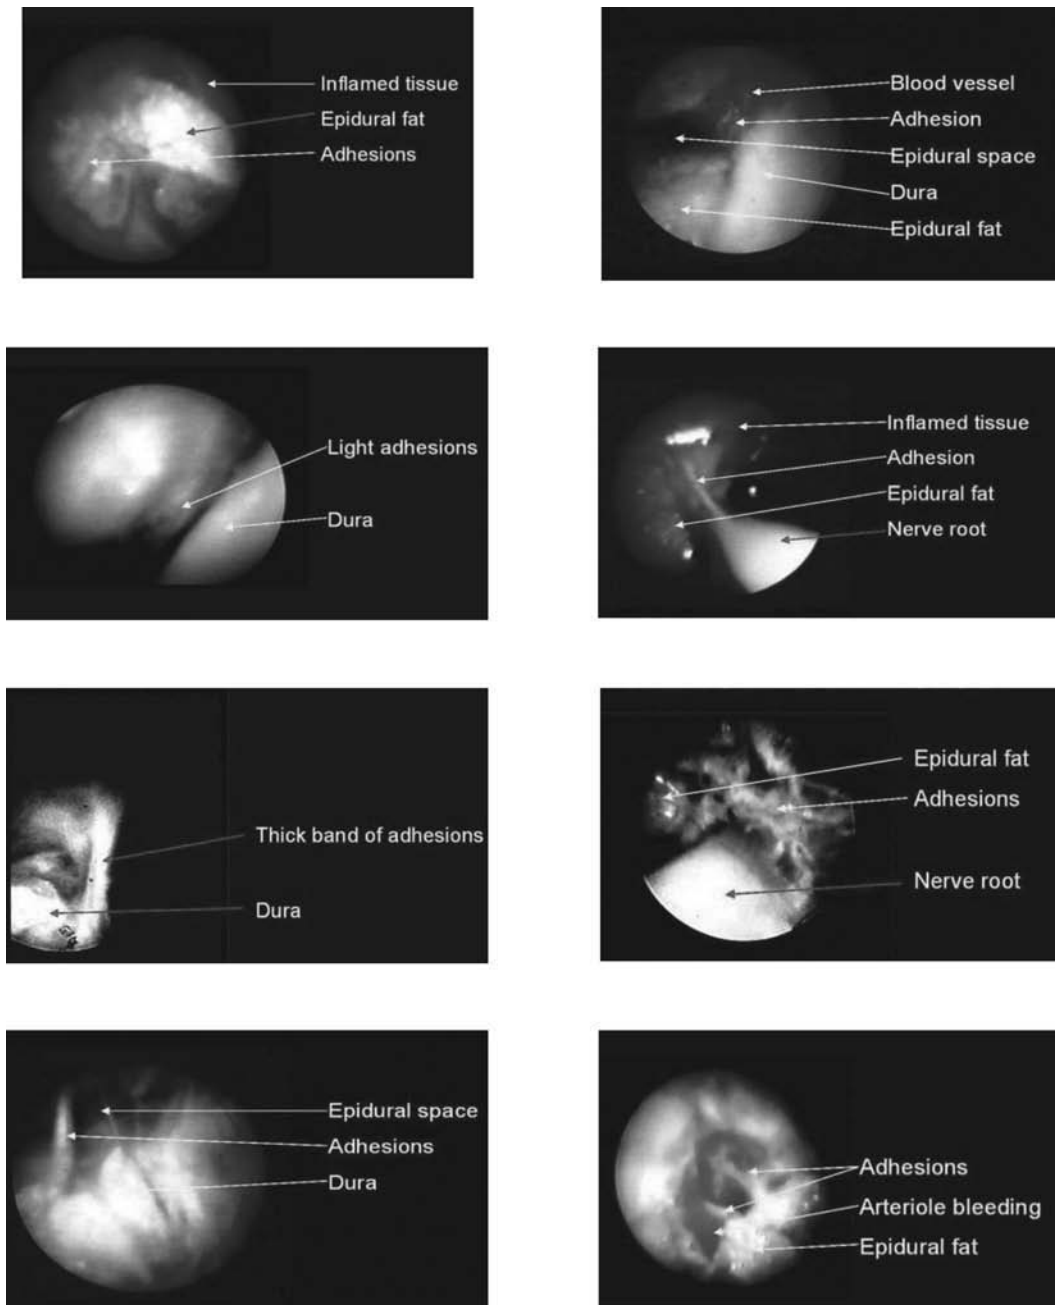 Inflamed tissue
Epidural fat
Adhesions
Blood vessel
Adhesion
Epidural space
Dura
Epidural fat
Light adhesions
Dura
Inflamed tissue
Adhesion
Epidural fat
Nerve root
Thick band of adhesions
Dura
Epidural fat
Adhesions
Nerve root
Epidural space
Adhesions
Dura
Adhesions
Arteriole bleeding
Epidural fat